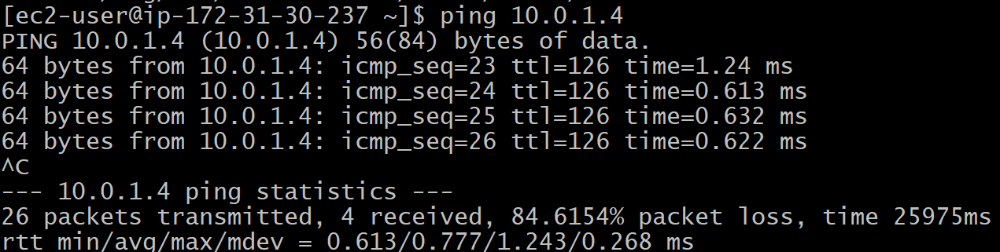 [ec2-user@ip-172-31-30-237 ~]$ ping 10.0.1.4
PING 10.0.1.4 (10.0.1.4) 56(84) bytes of data.
64 bytes from 10.0.1.4: icmp_seq=23 ttl=126 time=1.24 ms
64 bytes from 10.0.1.4: icmp_seq=24 ttl=126 time=0.613 ms
64 bytes from 10.0.1.4: icmp_seq=25 ttl=126 time=0.632 ms
64 bytes from 10.0.1.4: icmp_seq=26 ttl=126 time=0.622 ms
^C
--- 10.0.1.4 ping statistics ---
26 packets transmitted, 4 received, 84.6154% packet loss, time 25975ms
rtt min/avg/max/mdev = 0.613/0.777/1.243/0.268 ms